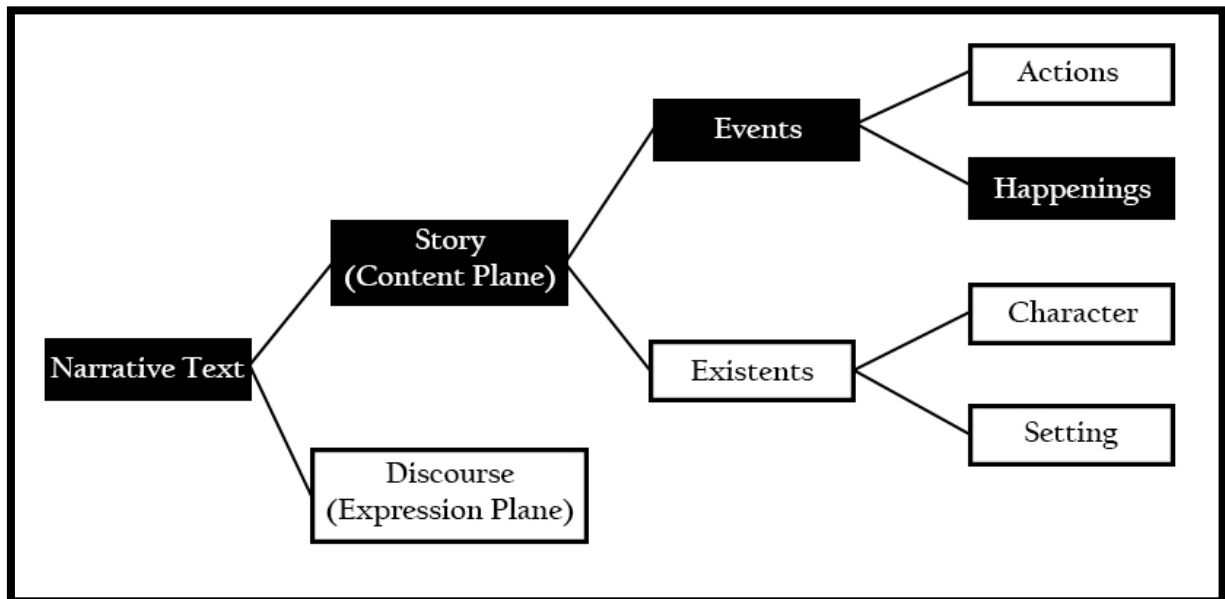 Actions
Events
Happenings
Story
(Content Plane)
Character
Narrative Text
Existents
Setting
Discourse
(Expression Plane)